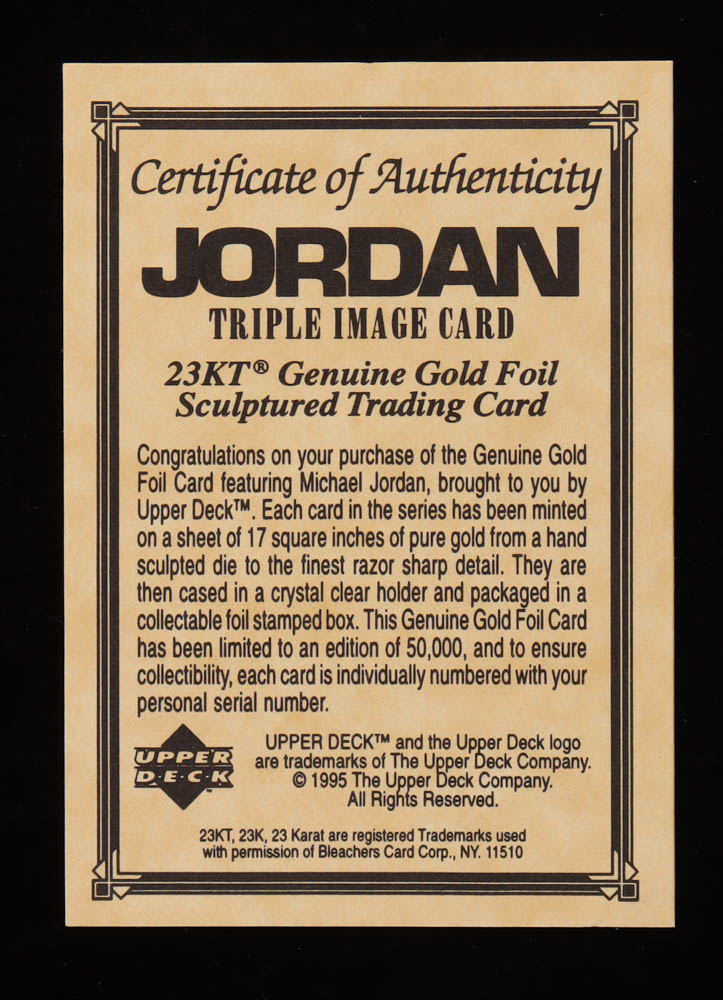 Certificate of Authenticity
JORDAN
TRIPLE IMAGE CARD
23KT® Genuine Gold Foil
Sculptured Trading Card
Congratulations on your purchase of the Genuine Gold
Foil Card featuring Michael Jordan, brought to you by
Upper Deck™. Each card in the series has been minted
on a sheet of 17 square inches of pure gold from a hand
sculpted die to the finest razor sharp detail. They are
then cased in a crystal clear holder and packaged in a
collectable foil stamped box. This Genuine Gold Foil Card
has been limited to an edition of 50,000, and to ensure
collectibility, each card is individually numbered with your
personal serial number.
UPPER
D·E·C·K™
UPPER DECK™ and the Upper Deck logo
are trademarks of The Upper Deck Company.
© 1995 The Upper Deck Company.
All Rights Reserved.
23KT, 23K, 23 Karat are registered Trademarks used
with permission of Bleachers Card Corp., NY. 11510